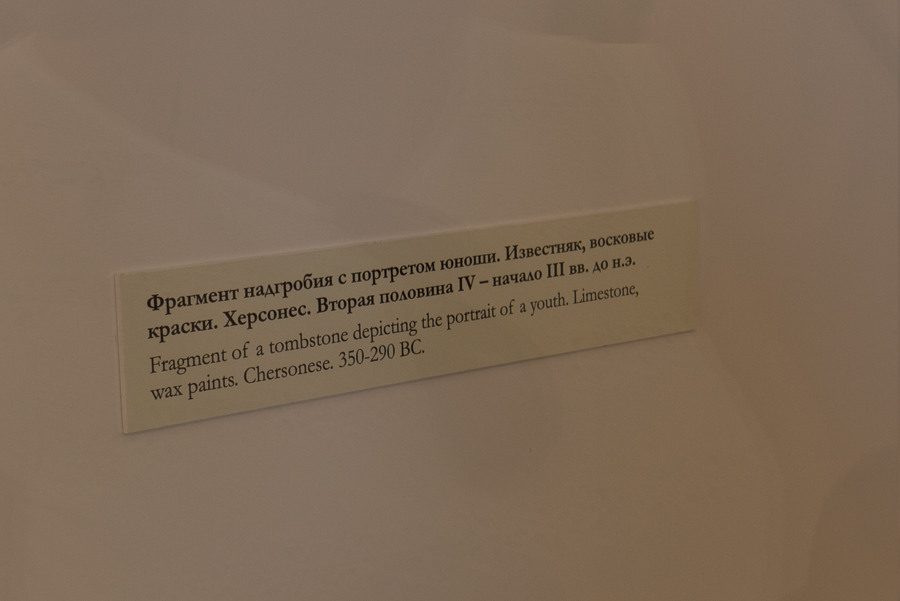 Фрагмент надгробия с портретом юноши. Известняк, восковые
краски. Херсонес. Вторая половина IV – начало III вв. до н.э.
Fragment of a tombstone depicting the portrait of a youth. Limestone,
wax paints. Chersonese. 350-290 BC.